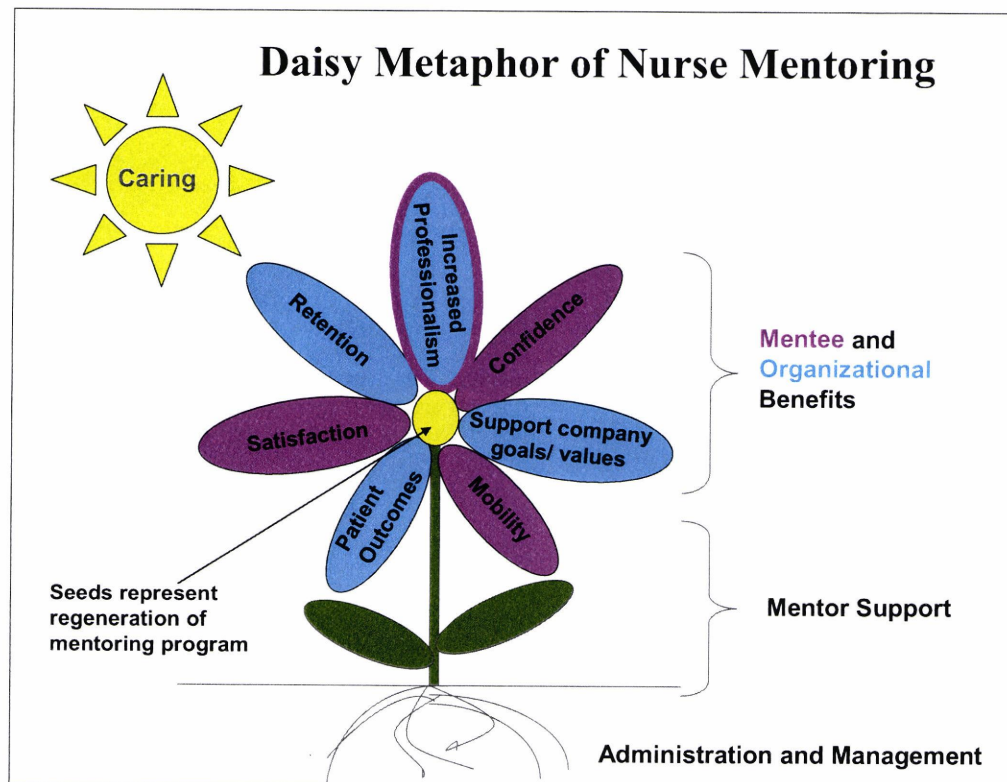 Daisy Metaphor of Nurse Mentoring
Caring
Increased
Professionalism
Retention
Confidence
Mentee and
Organizational
Benefits
Satisfaction
Support company
goals/ values
Patient
Outcomes
Mobility
Seeds represent
regeneration of
mentoring program
Mentor Support
Administration and Management